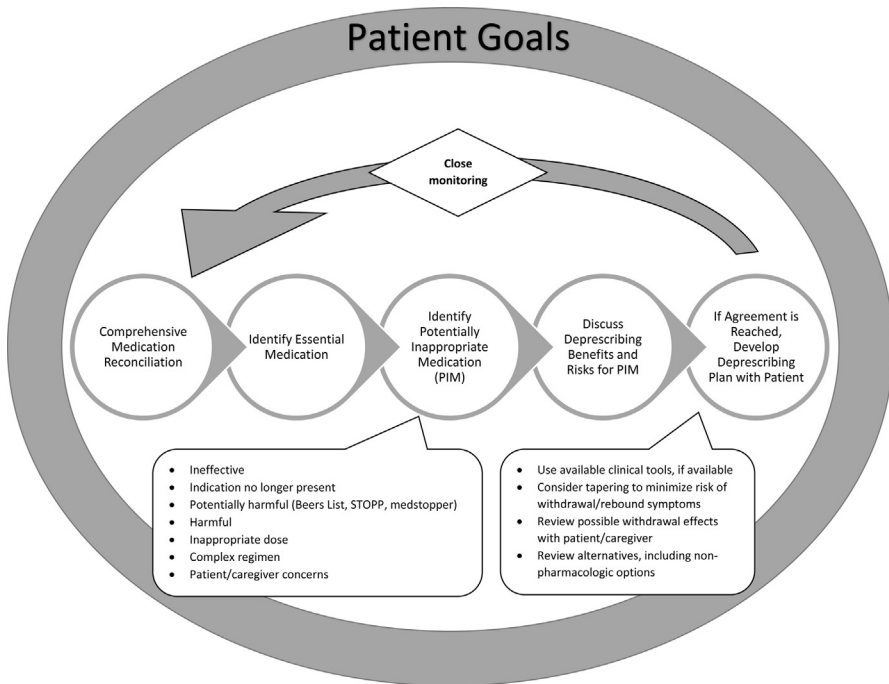 Patient Goals
Close
monitoring
Comprehensive
Medication
Reconciliation
Identify Essential
Medication
Identify
Potentially
Inappropriate
Medication
(PIM)
Discuss
Deprescribing
Benefits and
Risks for PIM
If Agreement is
Reached,
Develop
Deprescribing
Plan with Patient
• Ineffective
• Indication no longer present
• Potentially harmful (Beers List, STOPP, medstopper)
• Harmful
• Inappropriate dose
• Complex regimen
• Patient/caregiver concerns
• Use available clinical tools, if available
• Consider tapering to minimize risk of
withdrawal/rebound symptoms
• Review possible withdrawal effects
with patient/caregiver
• Review alternatives, including non-
pharmacologic options